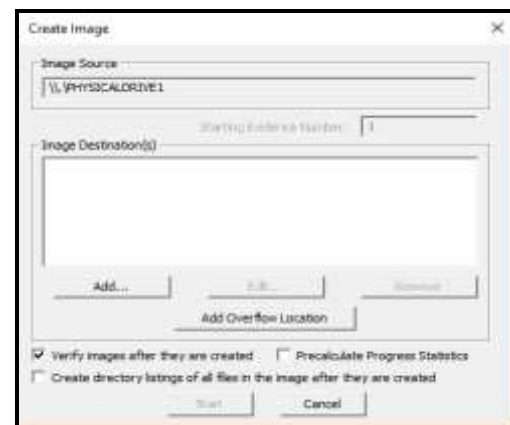 Create Image
Image Source
\\.\PHYSICALDRIVE1
Starting Evidence Number: 1
Image Destination(s)
Add... Edit... Remove
Add Overflow Location
Verify images after they are created Precalculate Progress Statistics
Create directory listings of all files in the image after they are created
Start Cancel